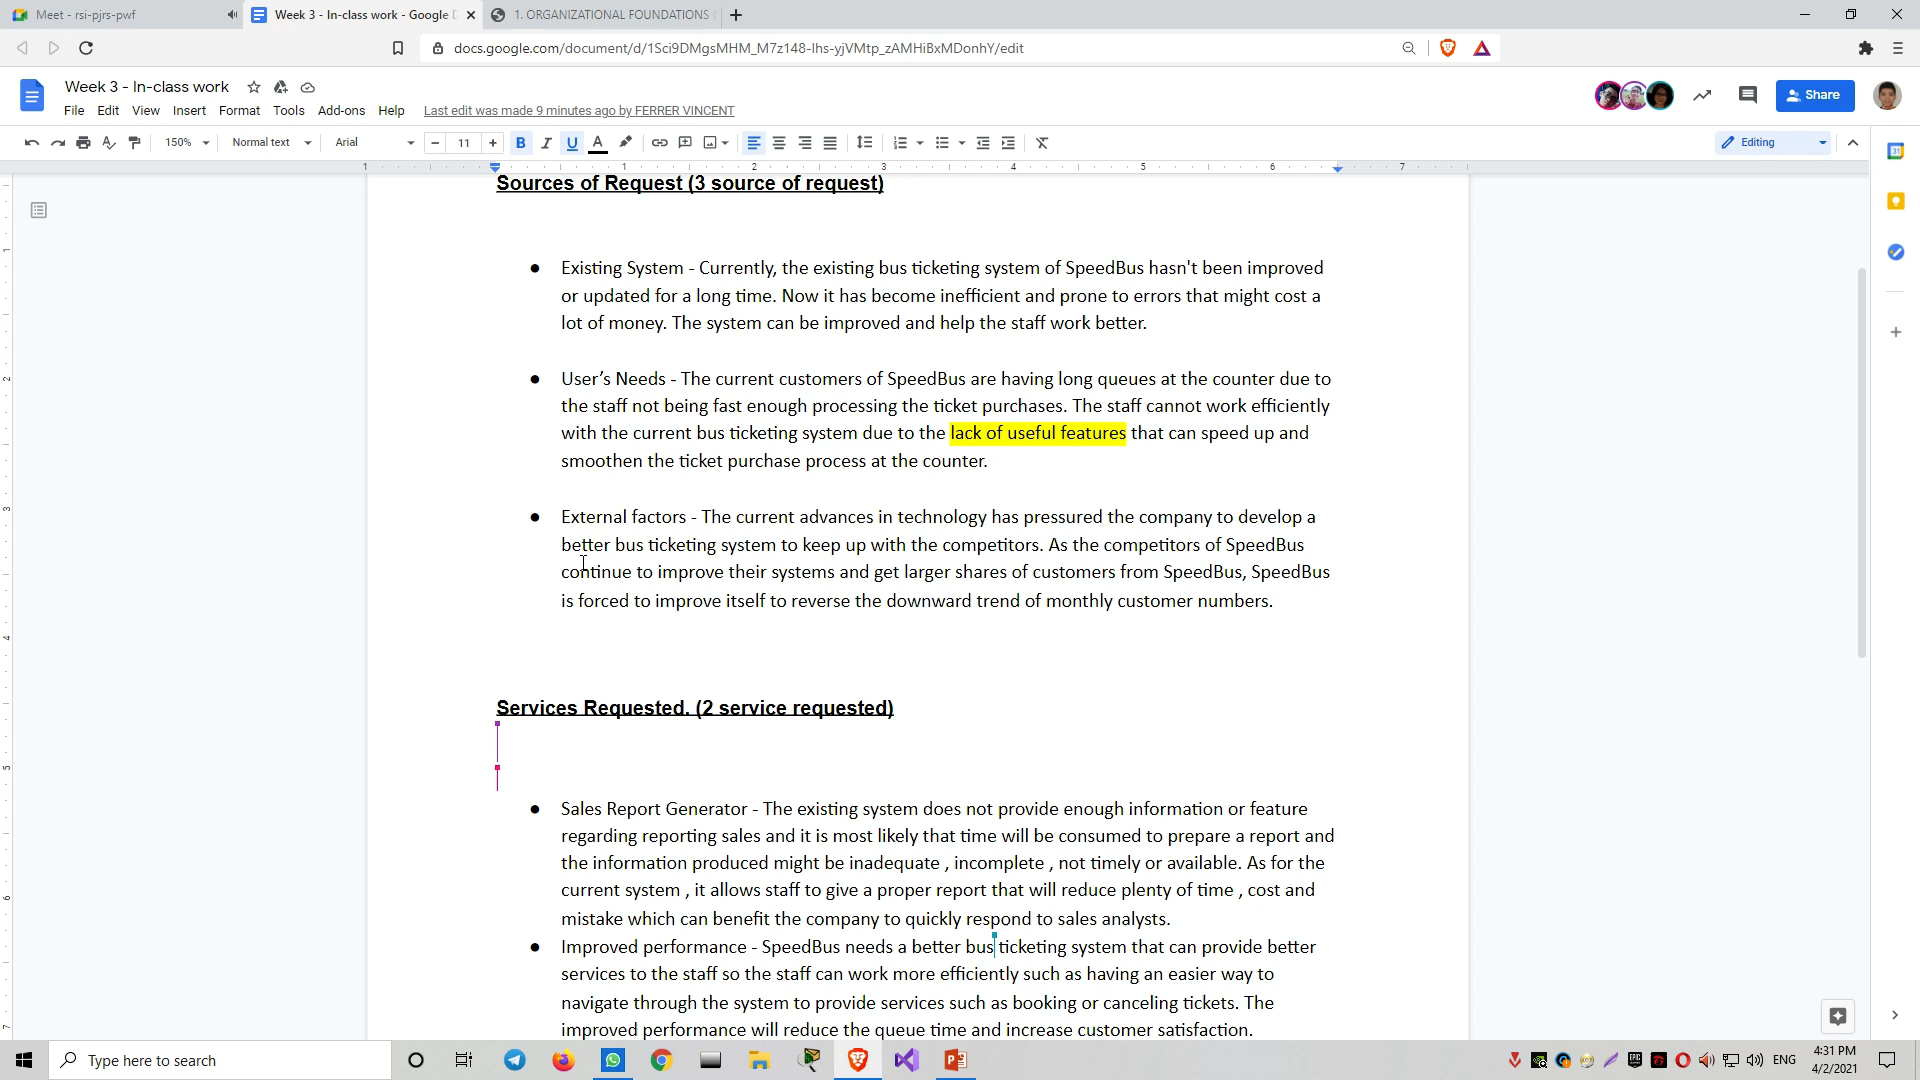 Meet - rsi-pjrs-pwf
Week 3 - In-class work - Google D
1. ORGANIZATIONAL FOUNDATIONS
docs.google.com/document/d/1Sci9DMgsMHM_M7z148-lhs-yjVMtp_zAMHiBxMDonhY/edit
Week 3 - In-class work
File Edit View Insert Format Tools Add-ons Help Last edit was made 9 minutes ago by FERRER VINCENT
Share
150% Normal text Arial 11 B I U A Editing
1 1 2 3 4 5 6 7
Sources of Request (3 source of request)
● Existing System - Currently, the existing bus ticketing system of SpeedBus hasn't been improved
or updated for a long time. Now it has become inefficient and prone to errors that might cost a
lot of money. The system can be improved and help the staff work better.
● User’s Needs - The current customers of SpeedBus are having long queues at the counter due to
the staff not being fast enough processing the ticket purchases. The staff cannot work efficiently
with the current bus ticketing system due to the lack of useful features that can speed up and
smoothen the ticket purchase process at the counter.
● External factors - The current advances in technology has pressured the company to develop a
better bus ticketing system to keep up with the competitors. As the competitors of SpeedBus
continue to improve their systems and get larger shares of customers from SpeedBus, SpeedBus
is forced to improve itself to reverse the downward trend of monthly customer numbers.
Services Requested. (2 service requested)
● Sales Report Generator - The existing system does not provide enough information or feature
regarding reporting sales and it is most likely that time will be consumed to prepare a report and
the information produced might be inadequate , incomplete , not timely or available. As for the
current system , it allows staff to give a proper report that will reduce plenty of time , cost and
mistake which can benefit the company to quickly respond to sales analysts.
● Improved performance - SpeedBus needs a better bus ticketing system that can provide better
services to the staff so the staff can work more efficiently such as having an easier way to
navigate through the system to provide services such as booking or canceling tickets. The
improved performance will reduce the queue time and increase customer satisfaction.
1
2
3
4
5
6
7
Type here to search
ENG
4:31 PM
4/2/2021